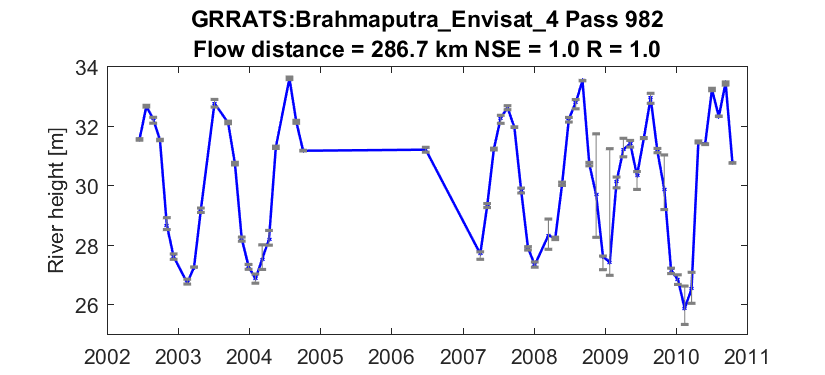 GRRATS:Brahmaputra_Envisat_4 Pass 982
Flow distance = 286.7 km NSE = 1.0 R = 1.0
River height [m]
34
32
30
28
26
2002 2003 2004 2005 2006 2007 2008 2009 2010 2011